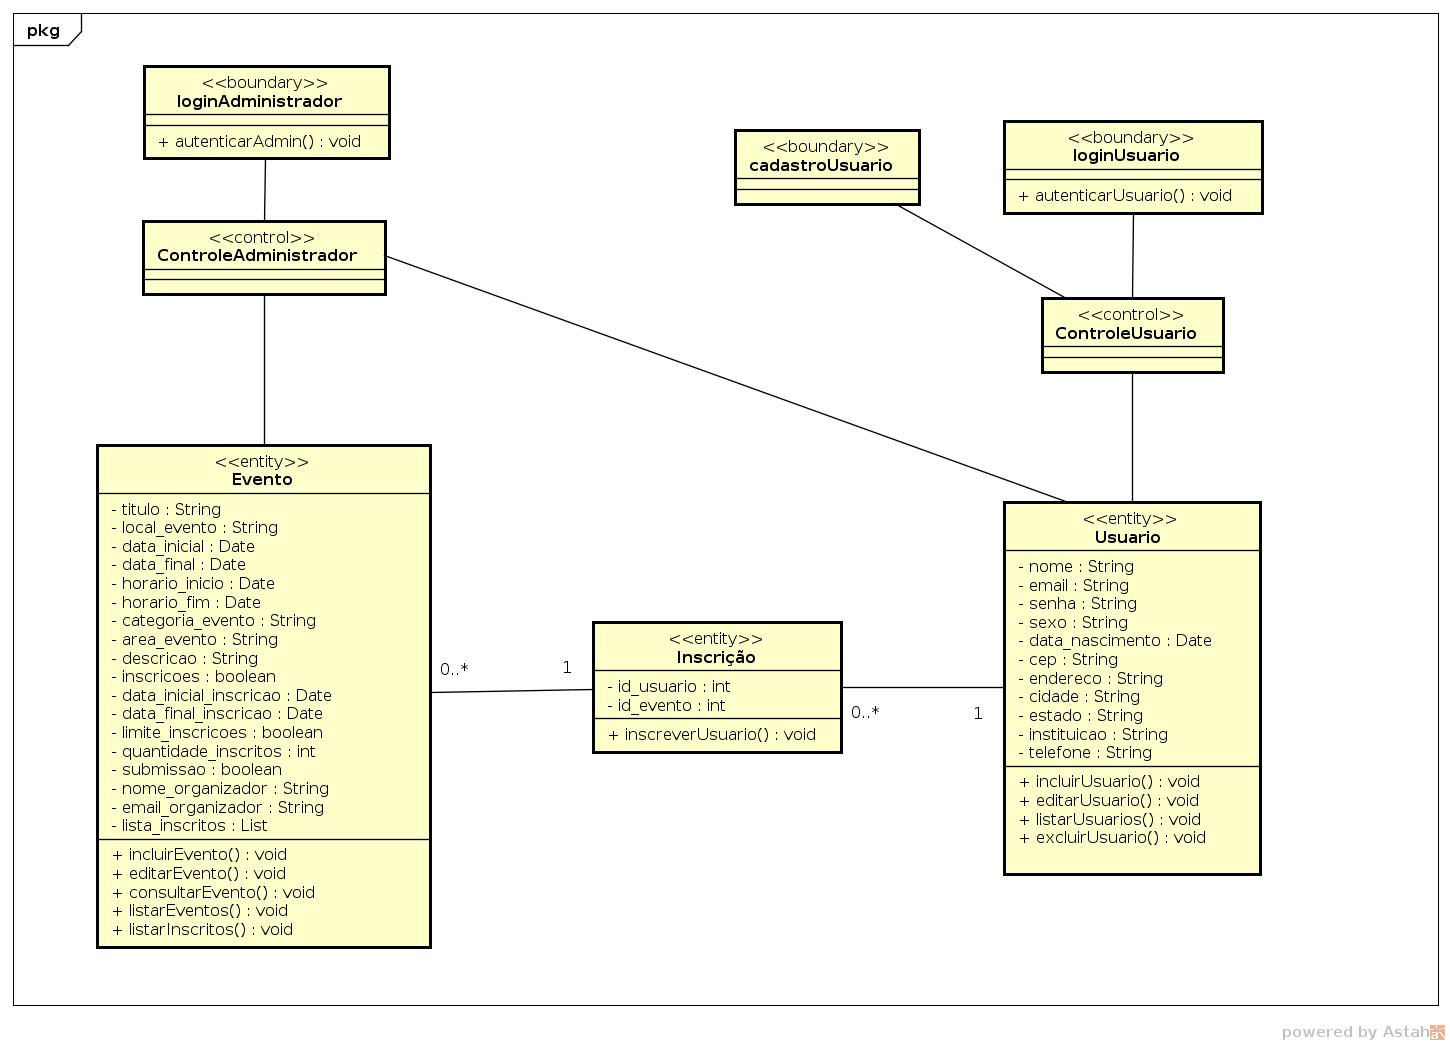 pkg
<<boundary>>
loginAdministrador
+ autenticarAdmin() : void
<<boundary>>
cadastroUsuario
<<boundary>>
loginUsuario
+ autenticarUsuario() : void
<<control>>
ControleAdministrador
<<control>>
ControleUsuario
<<entity>>
Evento
- titulo : String
- local_evento : String
- data_inicial : Date
- data_final : Date
- horario_inicio : Date
- horario_fim : Date
- categoria_evento : String
- area_evento : String
- descricao : String
- inscricoes : boolean
- data_inicial_inscricao : Date
- data_final_inscricao : Date
- limite_inscricoes : boolean
- quantidade_inscritos : int
- submissao : boolean
- nome_organizador : String
- email_organizador : String
- lista_inscritos : List
+ incluirEvento() : void
+ editarEvento() : void
+ consultarEvento() : void
+ listarEventos() : void
+ listarInscritos() : void
0..*
1
<<entity>>
Inscrição
- id_usuario : int
- id_evento : int
+ inscreverUsuario() : void
0..*
1
<<entity>>
Usuario
- nome : String
- email : String
- senha : String
- sexo : String
- data_nascimento : Date
- cep : String
- endereco : String
- cidade : String
- estado : String
- instituicao : String
- telefone : String
+ incluirUsuario() : void
+ editarUsuario() : void
+ listarUsuarios() : void
+ excluirUsuario() : void
powered by Astah